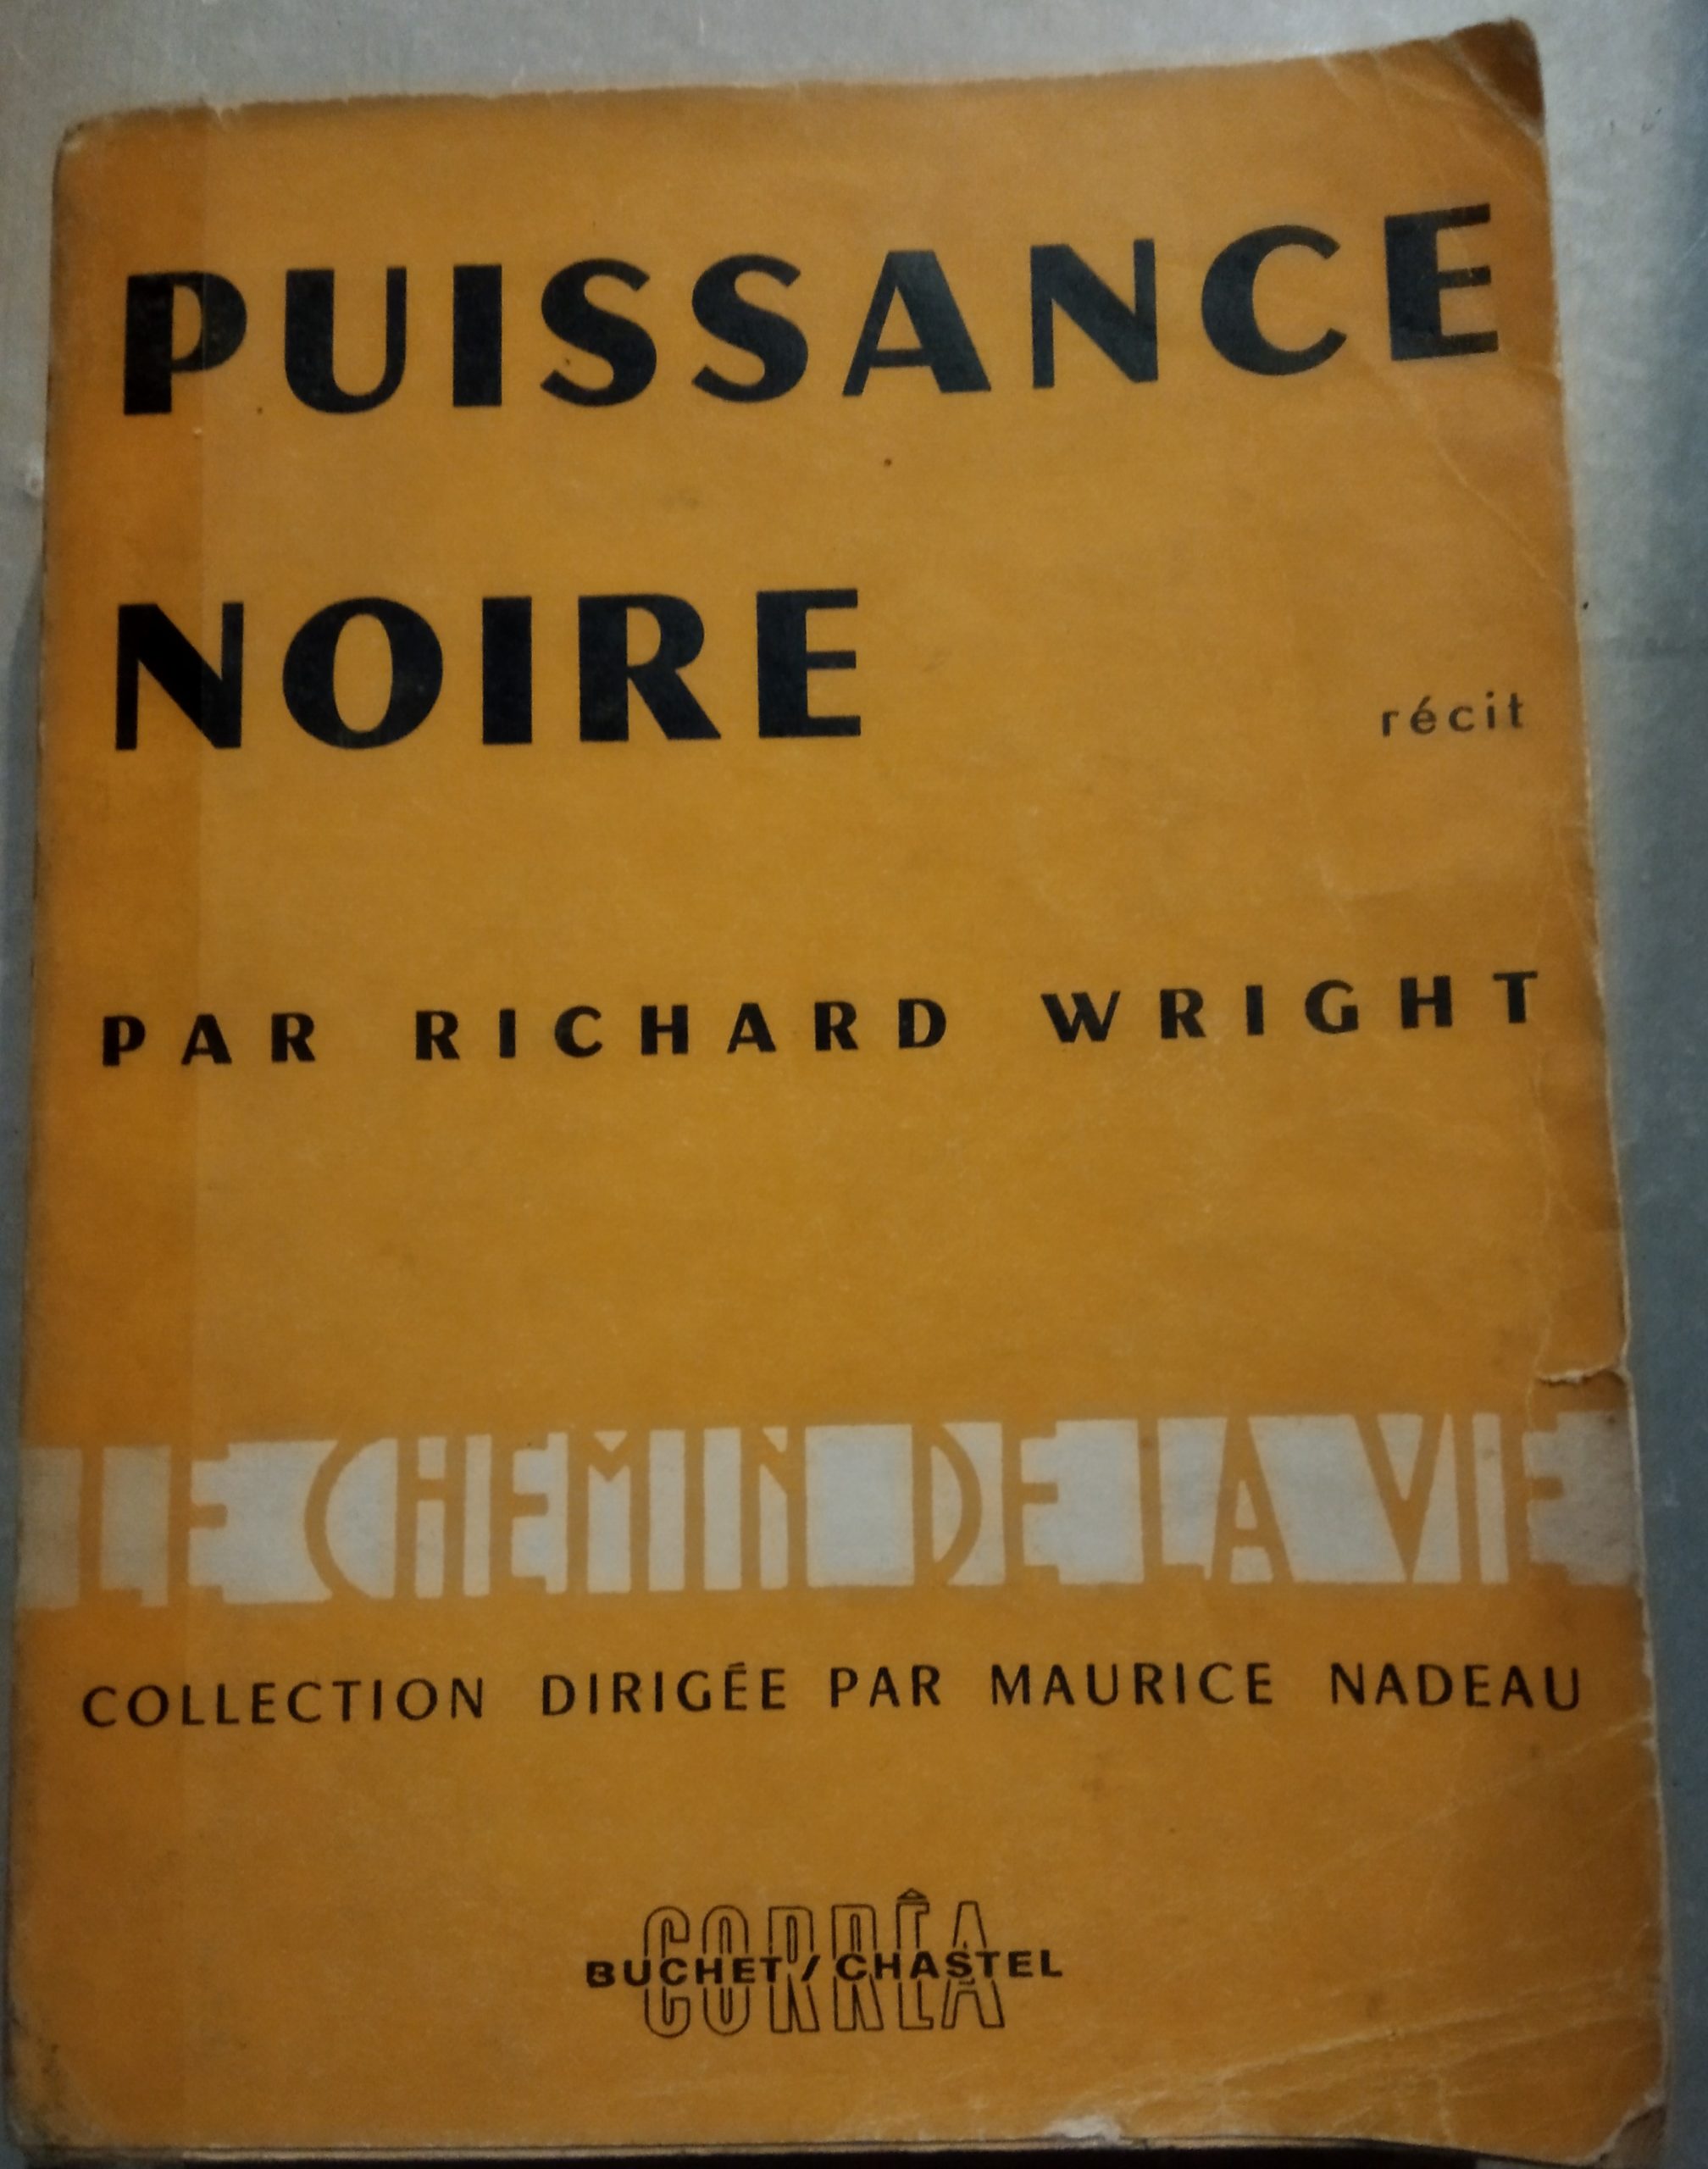 PUISSANCE
NOIRE
récit
PAR RICHARD WRIGHT
LE CHEMIN DE LA VIE
COLLECTION DIRIGÉE PAR MAURICE NADEAU
CORRÊA
BUCHET / CHASTEL